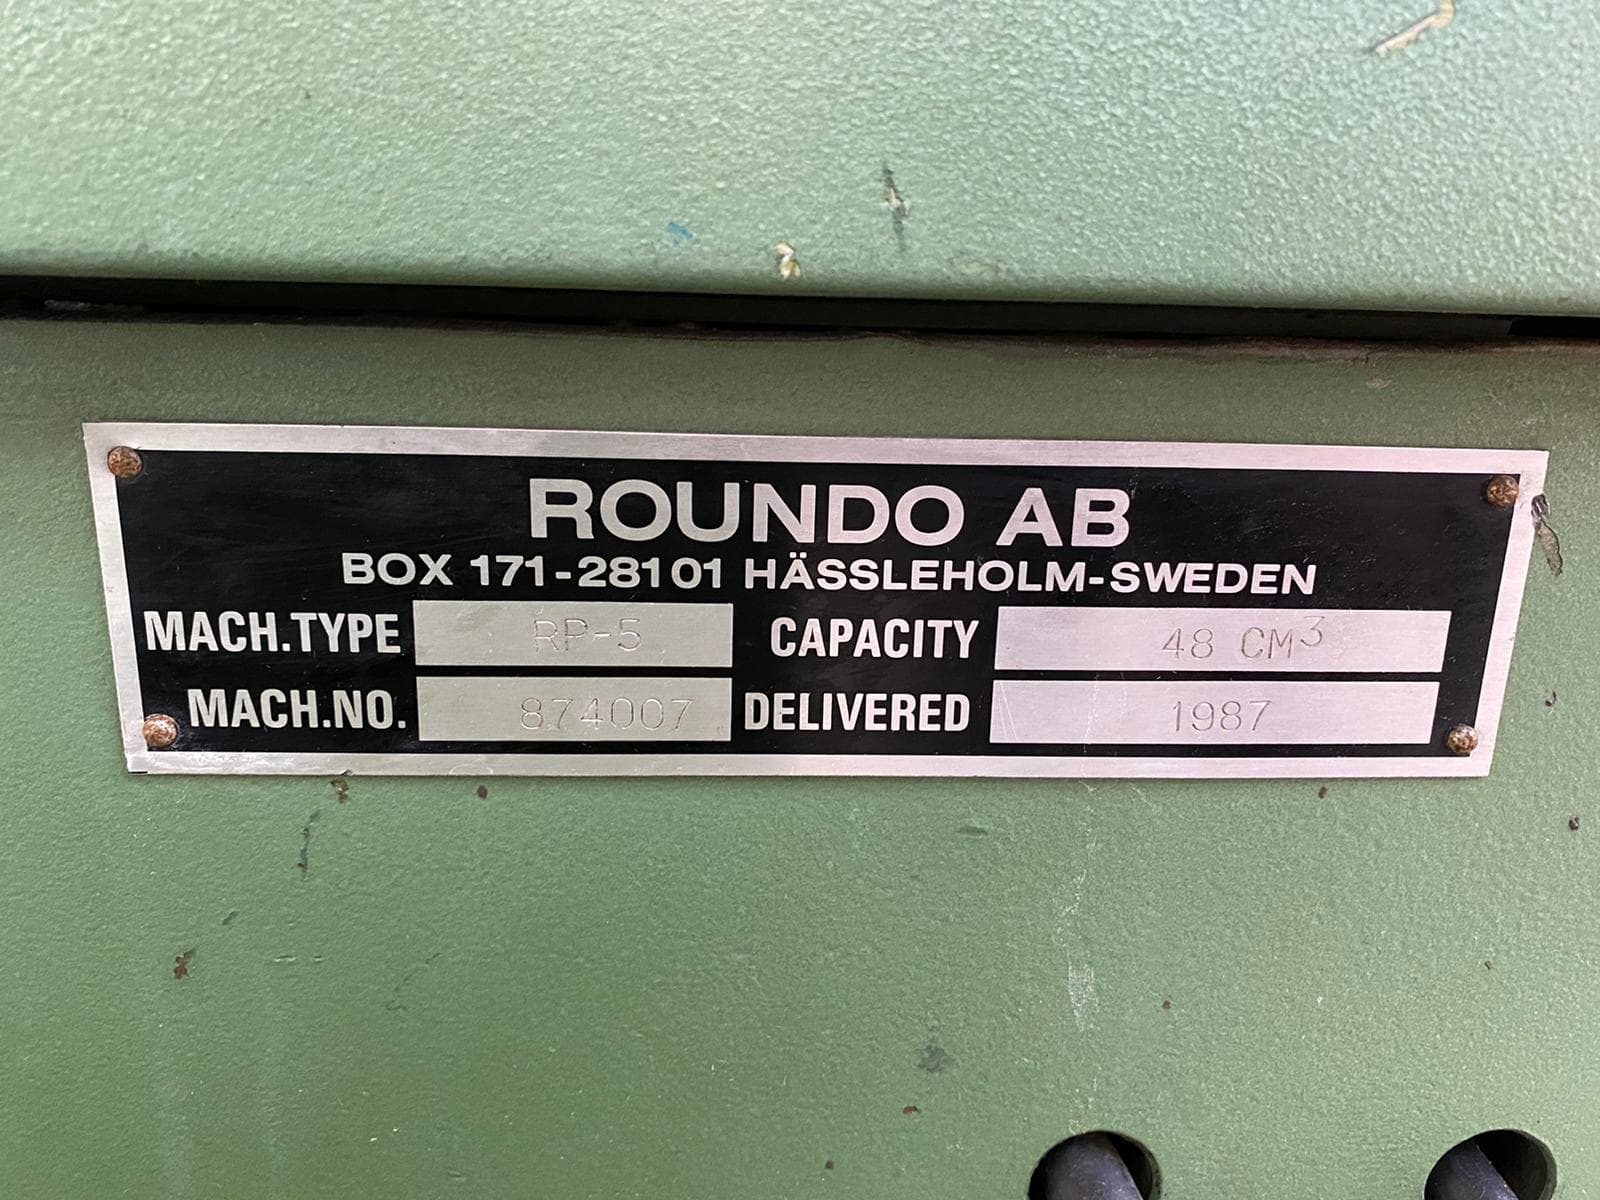 ROUNDO AB
BOX 171-28101 HÄSSLEHOLM-SWEDEN
MACH.TYPE RP-5 CAPACITY 48 CM³
MACH.NO. 874007 DELIVERED 1987